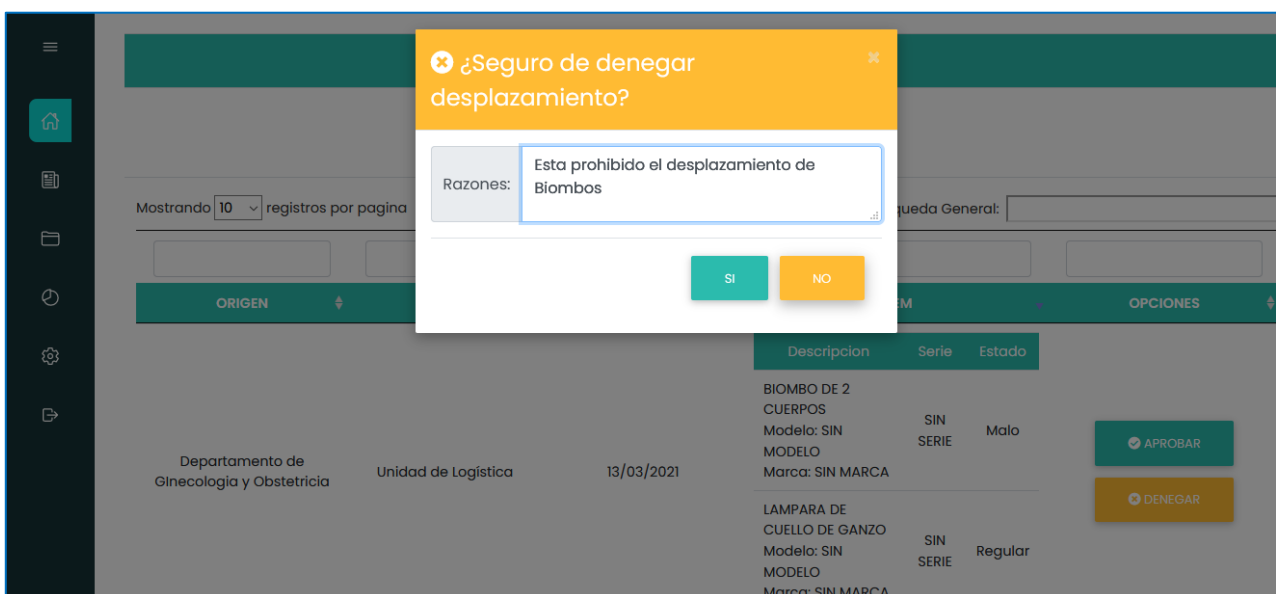 ¿Seguro de denegar
desplazamiento?
Razones:
Esta prohibido el desplazamiento de
Biombos
SI
NO
Mostrando 10 registros por pagina
queda General:
ORIGEN
EM
OPCIONES
Descripcion Serie Estado
Departamento de
GInecologia y Obstetricia
Unidad de Logística
13/03/2021
BIOMBO DE 2
CUERPOS
Modelo: SIN
MODELO
Marca: SIN MARCA
SIN
SERIE
Malo
LAMPARA DE
CUELLO DE GANZO
Modelo: SIN
MODELO
Marca: SIN MARCA
SIN
SERIE
Regular
APROBAR
DENEGAR